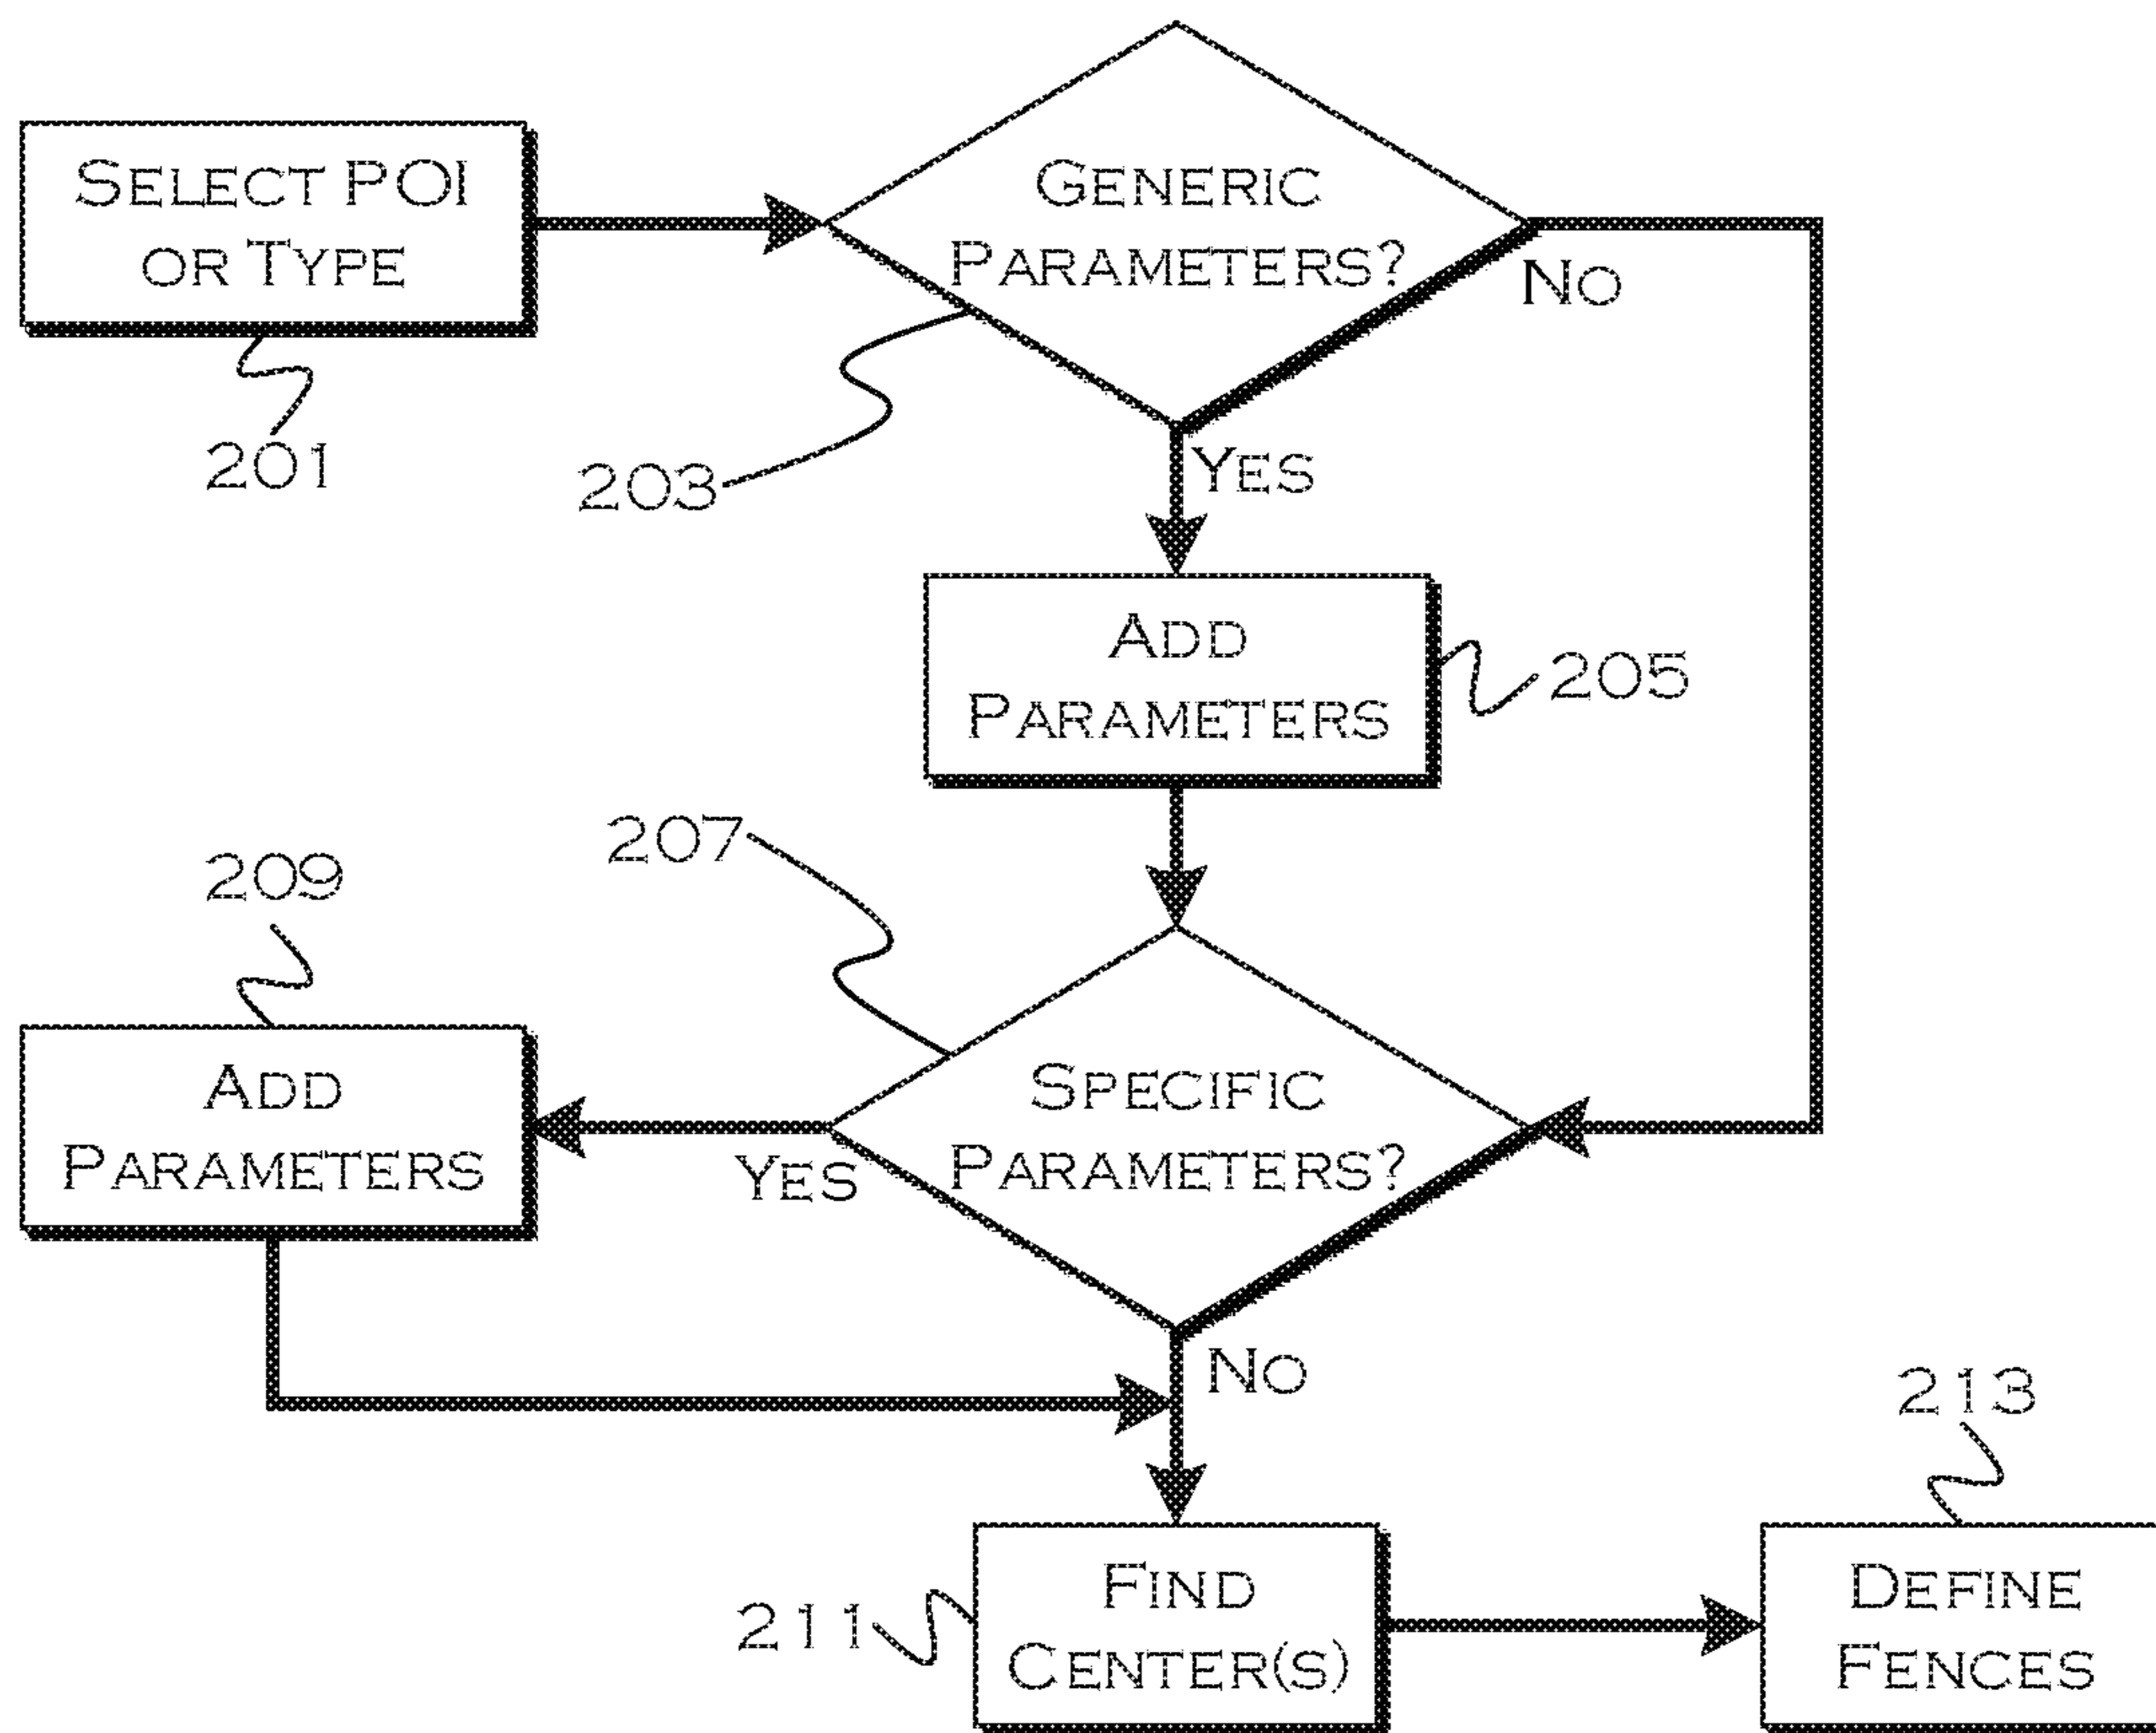 SELECT POI
OR TYPE
201
GENERIC
PARAMETERS?
NO
203
YES
ADD
PARAMETERS
205
207
209
ADD
PARAMETERS
YES
SPECIFIC
PARAMETERS?
NO
213
211
FIND
CENTER(S)
DEFINE
FENCES